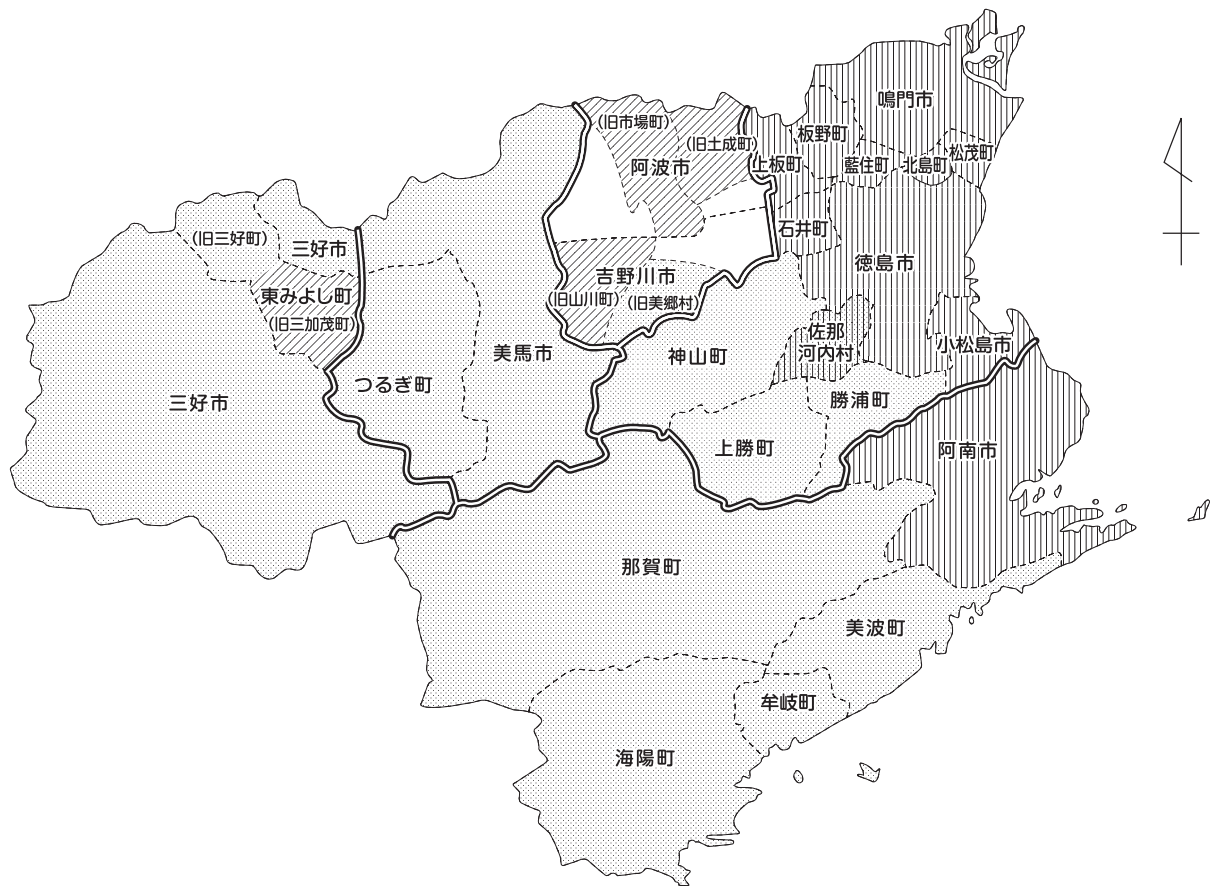 鳴門市
(旧市場町)
板野町
(旧土成町)
松茂町
阿波市
上板町
藍住町
北島町
石井町
(旧三好町)
三好市
徳島市
吉野川市
東みよし町
(旧山川町)
(旧美郷村)
(旧三加茂町)
佐那
河内村
小松島市
美馬市
神山町
つるぎ町
三好市
勝浦町
上勝町
阿南市
那賀町
美波町
牟岐町
海陽町